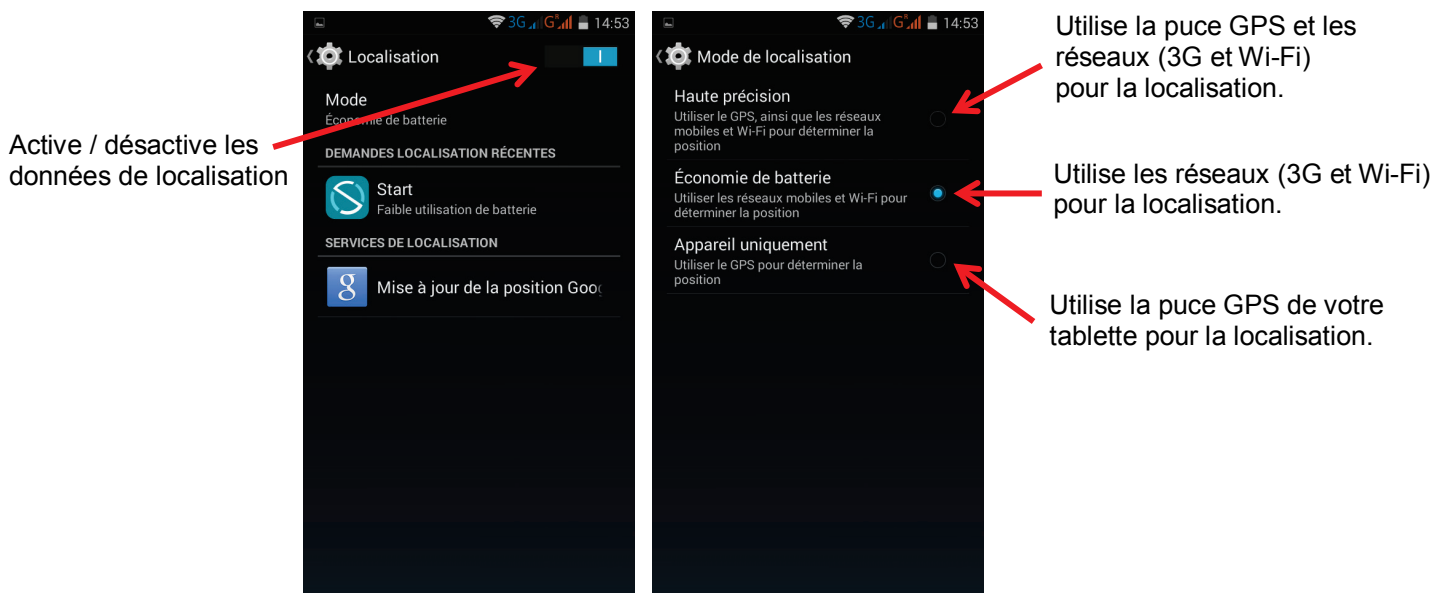 Active / désactive les
données de localisation
3G G R 14:53
Localisation
Mode
Économie de batterie
DEMANDES LOCALISATION RÉCENTES
Start
Faible utilisation de batterie
SERVICES DE LOCALISATION
g
Mise à jour de la position Goog
3G G R 14:53
Mode de localisation
Haute précision
Utiliser le GPS, ainsi que les réseaux
mobiles et Wi-Fi pour déterminer la
position
Économie de batterie
Utiliser les réseaux mobiles et Wi-Fi pour
déterminer la position
Appareil uniquement
Utiliser le GPS pour déterminer la
position
Utilise la puce GPS et les
réseaux (3G et Wi-Fi)
pour la localisation.
Utilise les réseaux (3G et Wi-Fi)
pour la localisation.
Utilise la puce GPS de votre
tablette pour la localisation.